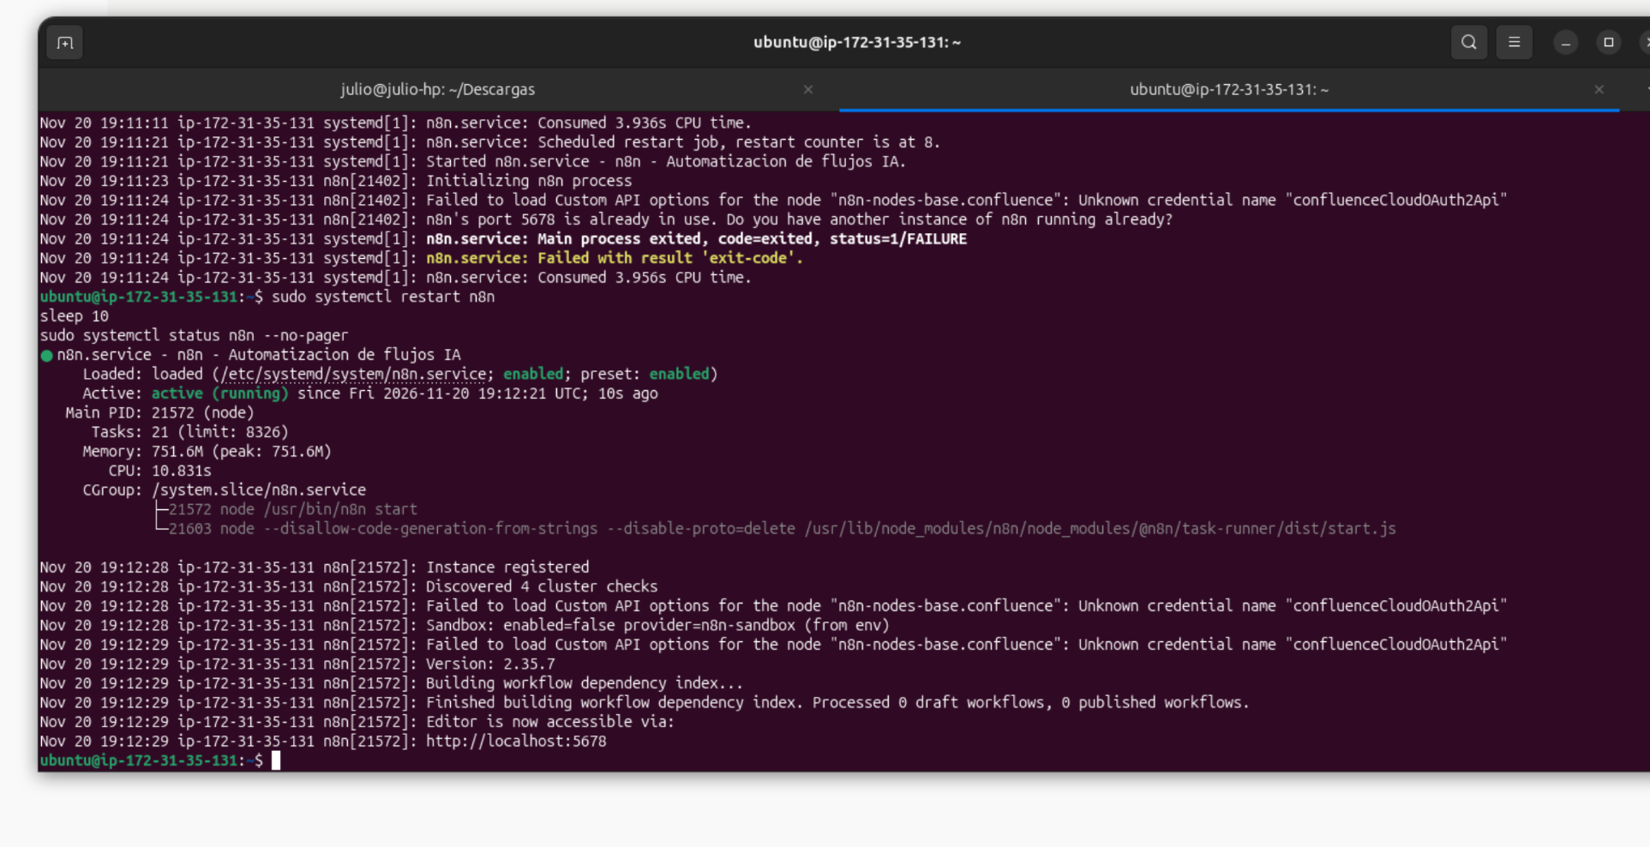 ubuntu@ip-172-31-35-131: ~
julio@julio-hp: ~/Descargas
ubuntu@ip-172-31-35-131: ~
Nov 20 19:11:11 ip-172-31-35-131 systemd[1]: n8n.service: Consumed 3.936s CPU time.
Nov 20 19:11:21 ip-172-31-35-131 systemd[1]: n8n.service: Scheduled restart job, restart counter is at 8.
Nov 20 19:11:21 ip-172-31-35-131 systemd[1]: Started n8n.service - n8n - Automatizacion de flujos IA.
Nov 20 19:11:23 ip-172-31-35-131 n8n[21402]: Initializing n8n process
Nov 20 19:11:24 ip-172-31-35-131 n8n[21402]: Failed to load Custom API options for the node "n8n-nodes-base.confluence": Unknown credential name "confluenceCloudOAuth2Api"
Nov 20 19:11:24 ip-172-31-35-131 n8n[21402]: n8n's port 5678 is already in use. Do you have another instance of n8n running already?
Nov 20 19:11:24 ip-172-31-35-131 systemd[1]: n8n.service: Main process exited, code=exited, status=1/FAILURE
Nov 20 19:11:24 ip-172-31-35-131 systemd[1]: n8n.service: Failed with result 'exit-code'.
Nov 20 19:11:24 ip-172-31-35-131 systemd[1]: n8n.service: Consumed 3.956s CPU time.
ubuntu@ip-172-31-35-131:~$ sudo systemctl restart n8n
sleep 10
sudo systemctl status n8n --no-pager
● n8n.service - n8n - Automatizacion de flujos IA
Loaded: loaded (/etc/systemd/system/n8n.service; enabled; preset: enabled)
Active: active (running) since Fri 2026-11-20 19:12:21 UTC; 10s ago
Main PID: 21572 (node)
Tasks: 21 (limit: 8326)
Memory: 751.6M (peak: 751.6M)
CPU: 10.831s
CGroup: /system.slice/n8n.service
├─21572 node /usr/bin/n8n start
└─21603 node --disallow-code-generation-from-strings --disable-proto=delete /usr/lib/node_modules/n8n/node_modules/@n8n/task-runner/dist/start.js
Nov 20 19:12:28 ip-172-31-35-131 n8n[21572]: Instance registered
Nov 20 19:12:28 ip-172-31-35-131 n8n[21572]: Discovered 4 cluster checks
Nov 20 19:12:28 ip-172-31-35-131 n8n[21572]: Failed to load Custom API options for the node "n8n-nodes-base.confluence": Unknown credential name "confluenceCloudOAuth2Api"
Nov 20 19:12:28 ip-172-31-35-131 n8n[21572]: Sandbox: enabled=false provider=n8n-sandbox (from env)
Nov 20 19:12:29 ip-172-31-35-131 n8n[21572]: Failed to load Custom API options for the node "n8n-nodes-base.confluence": Unknown credential name "confluenceCloudOAuth2Api"
Nov 20 19:12:29 ip-172-31-35-131 n8n[21572]: Version: 2.35.7
Nov 20 19:12:29 ip-172-31-35-131 n8n[21572]: Building workflow dependency index...
Nov 20 19:12:29 ip-172-31-35-131 n8n[21572]: Finished building workflow dependency index. Processed 0 draft workflows, 0 published workflows.
Nov 20 19:12:29 ip-172-31-35-131 n8n[21572]: Editor is now accessible via:
Nov 20 19:12:29 ip-172-31-35-131 n8n[21572]: http://localhost:5678
ubuntu@ip-172-31-35-131:~$